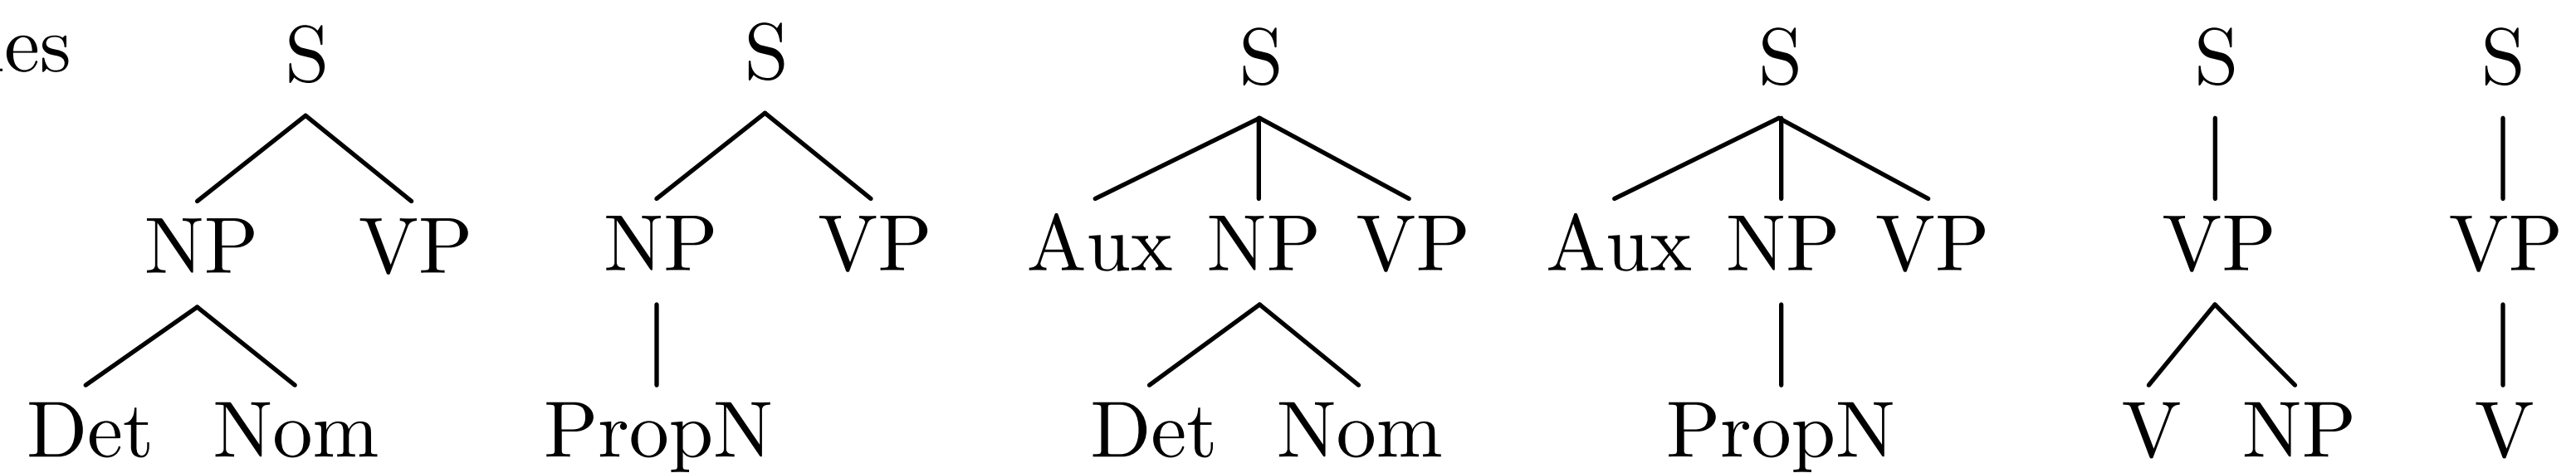 es S S S S S S
NP VP NP VP Aux NP VP Aux NP VP VP VP
Det Nom PropN Det Nom PropN V NP V